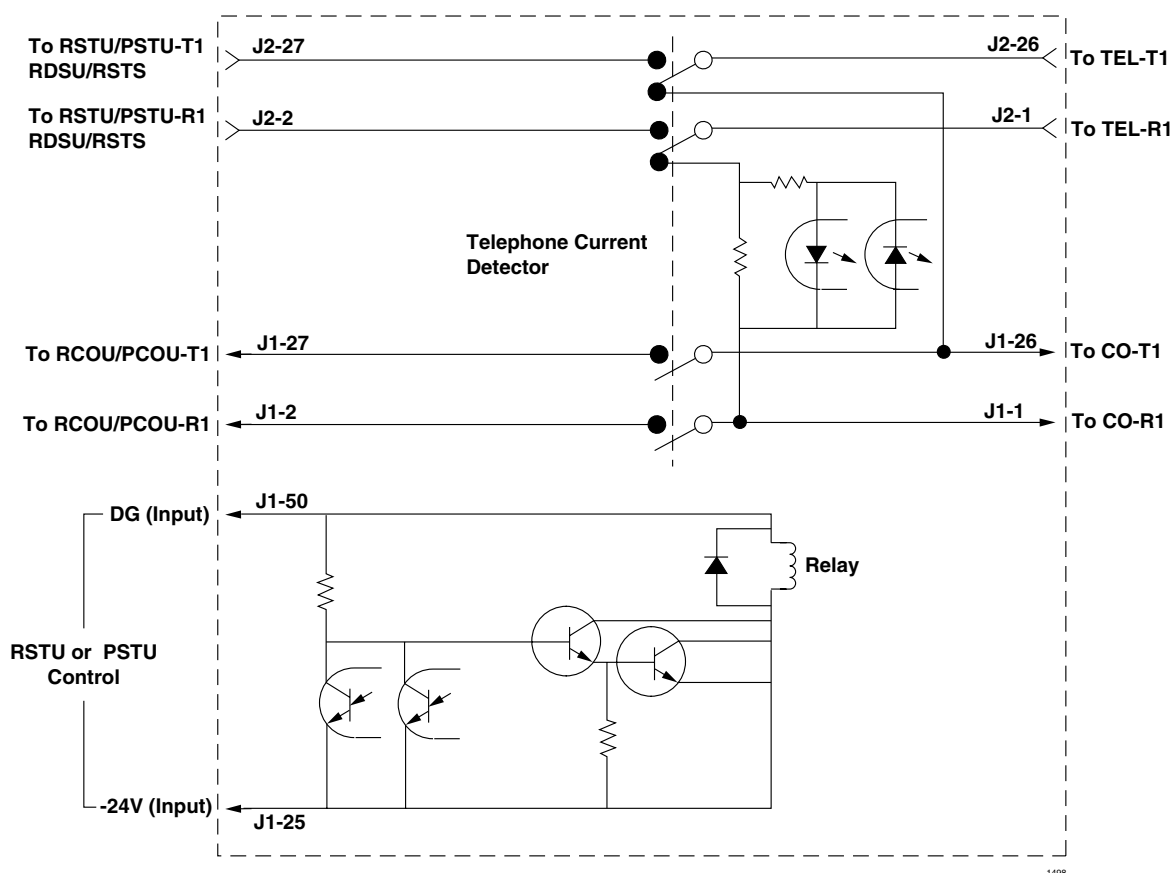 To RSTU/PSTU-T1
RDSU/RSTS
J2-27
J2-26
To TEL-T1
To RSTU/PSTU-R1
RDSU/RSTS
J2-2
J2-1
To TEL-R1
Telephone Current
Detector
To RCOU/PCOU-T1
J1-27
J1-26
To CO-T1
To RCOU/PCOU-R1
J1-2
J1-1
To CO-R1
DG (Input)
J1-50
Relay
RSTU or PSTU
Control
-24V (Input)
J1-25
1498